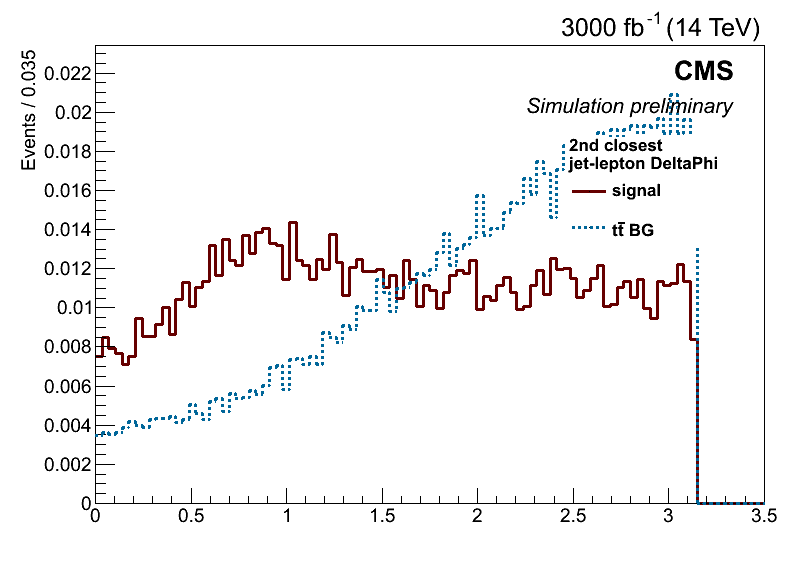 3000 fb-1 (14 TeV)
CMS
Simulation preliminary
Events / 0.035
2nd closest
jet-lepton DeltaPhi
signal
tt̅ BG
0.022
0.02
0.018
0.016
0.014
0.012
0.01
0.008
0.006
0.004
0.002
0
0 0.5 1 1.5 2 2.5 3 3.5